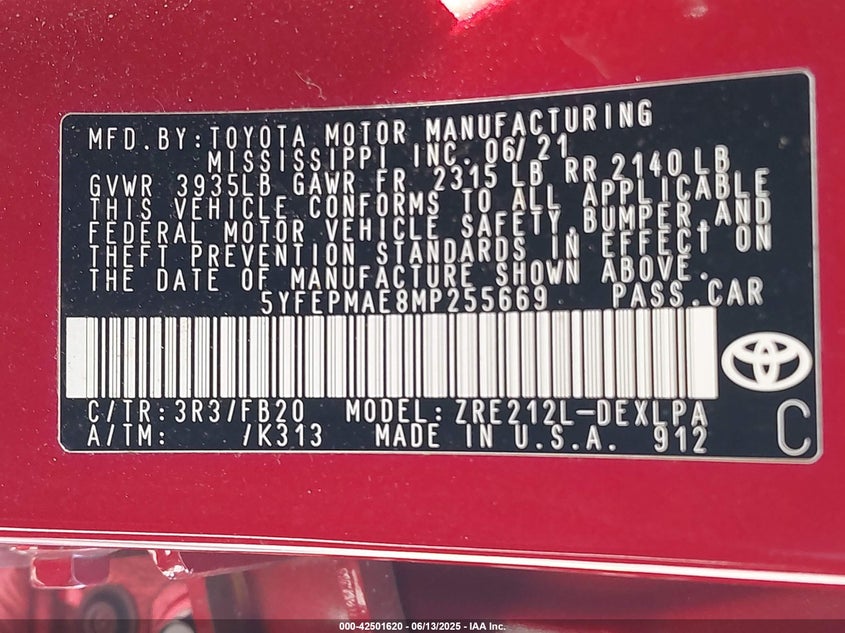 MFD.BY:TOYOTA MOTOR MANUFACTURING
MISSISSIPPI INC. 06/21
GVWR 3935LB GAWR FR 2315 LB RR 2140 LB
THIS VEHICLE CONFORMS TO ALL APPLICABLE
FEDERAL MOTOR VEHICLE SAFETY,BUMPER,AND
THEFT PREVENTION STANDARDS IN EFFECT ON
THE DATE OF MANUFACTURE SHOWN ABOVE.
5YFEPMAE8MP255669 PASS.CAR
C/TR:3R3/FB20 MODEL: ZRE212L-DEXLPA
A/TM: /K313 MADE IN U.S.A. 912
C
000-42501620 - 06/13/2025 - IAA Inc.